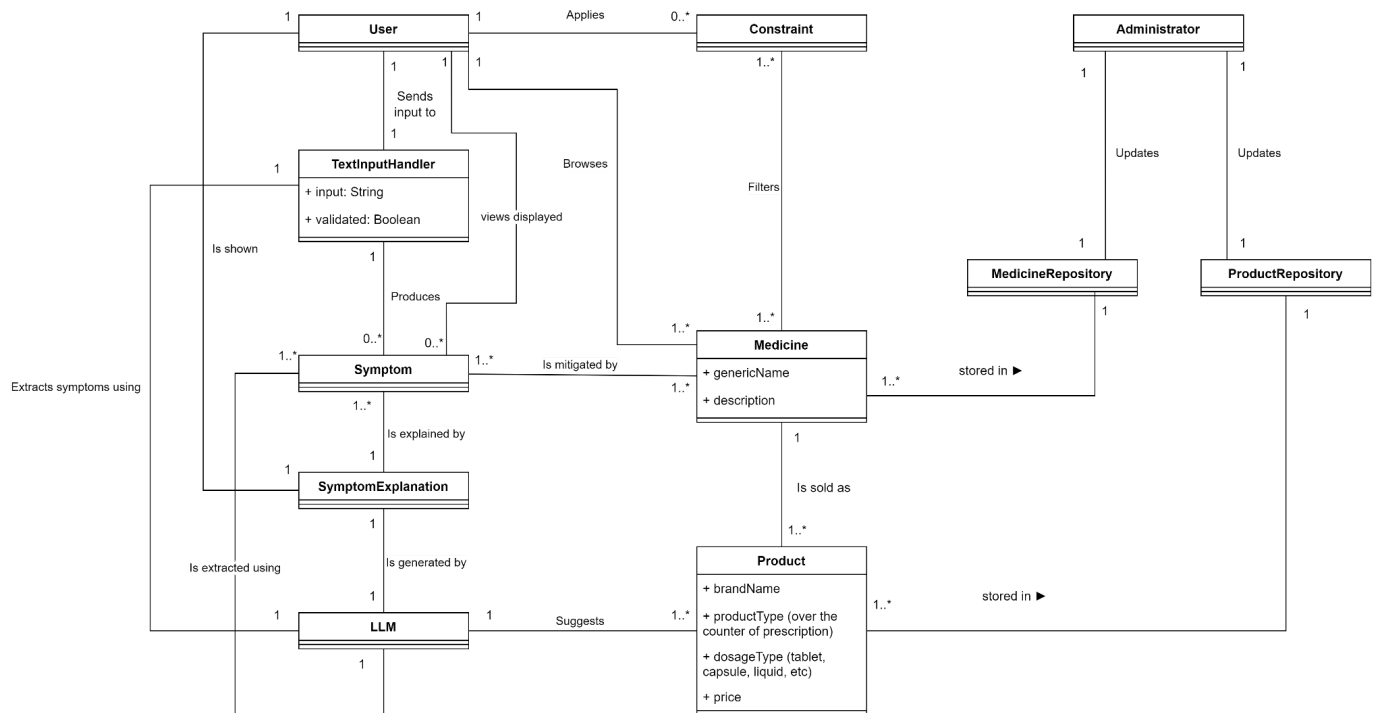 1
User
1
Applies
0..*
Constraint
Administrator
1
1
1
1..*
1
1
Sends
input to
1
TextInputHandler
+ input: String
+ validated: Boolean
1
Browses
Updates
Updates
Filters
views displayed
Is shown
1
1
1
MedicineRepository
ProductRepository
Produces
1
1
0..*
0..*
1..*
1..*
1..*
Symptom
1..*
Is mitigated by
1..*
Medicine
+ genericName
+ description
1..*
stored in ►
Extracts symptoms using
1..*
Is explained by
1
1
1
SymptomExplanation
1
Is sold as
1..*
Is extracted using
Is generated by
1
1
LLM
1
Suggests
1..*
1
Product
+ brandName
+ productType (over the
counter of prescription)
+ dosageType (tablet,
capsule, liquid, etc)
+ price
1..*
stored in ►